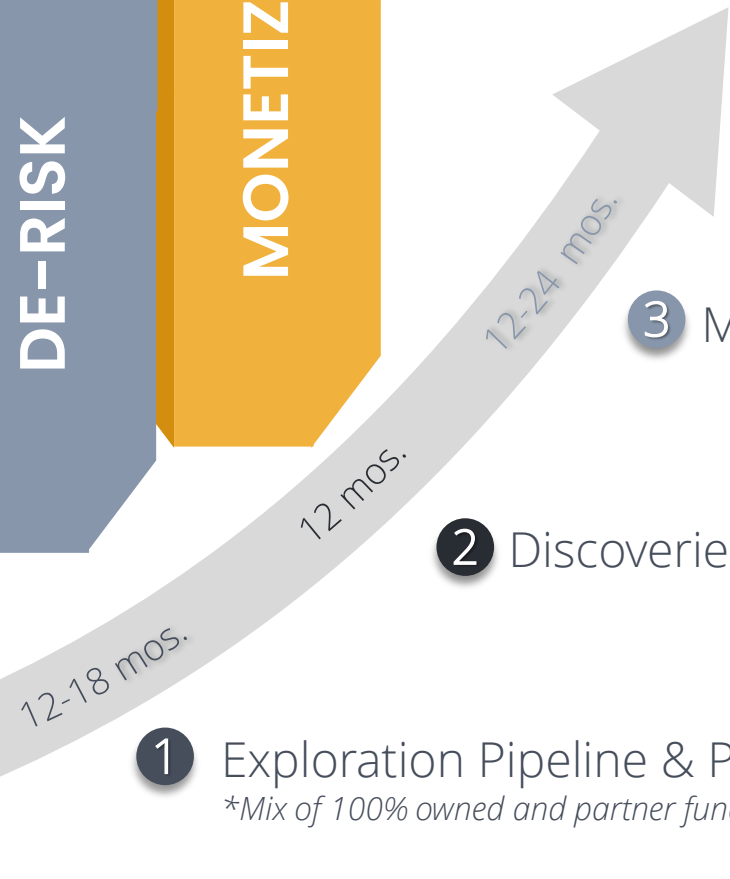 DE-RISK
MONETIZ
12-24 mos.
3
M
12 mos.
2 Discoverie
12-18 mos.
1 Exploration Pipeline & P
*Mix of 100% owned and partner fun